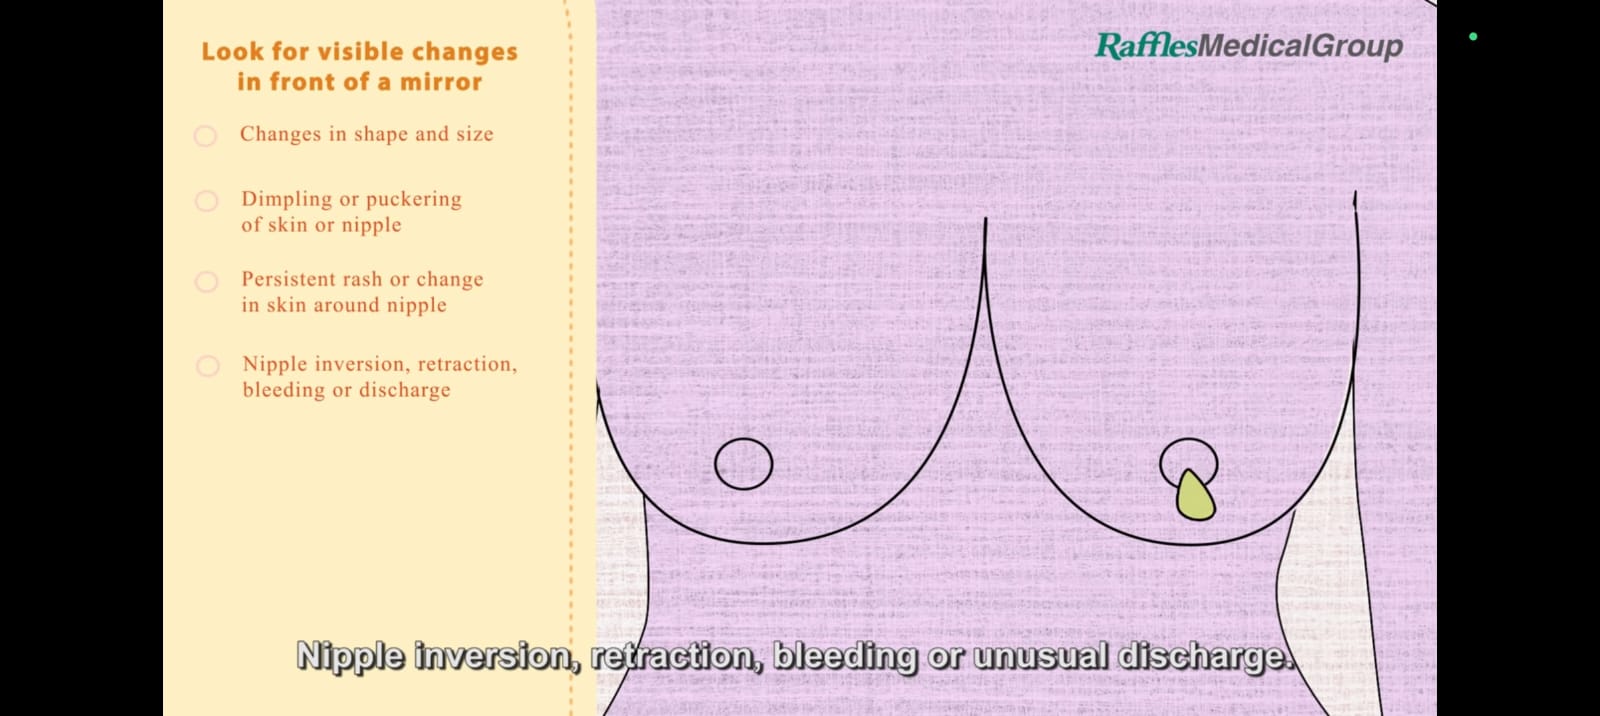 Look for visible changes
in front of a mirror
Changes in shape and size
Dimpling or puckering
of skin or nipple
Persistent rash or change
in skin around nipple
Nipple inversion, retraction,
bleeding or discharge
RafflesMedicalGroup
Nipple inversion, retraction, bleeding or unusual discharge.